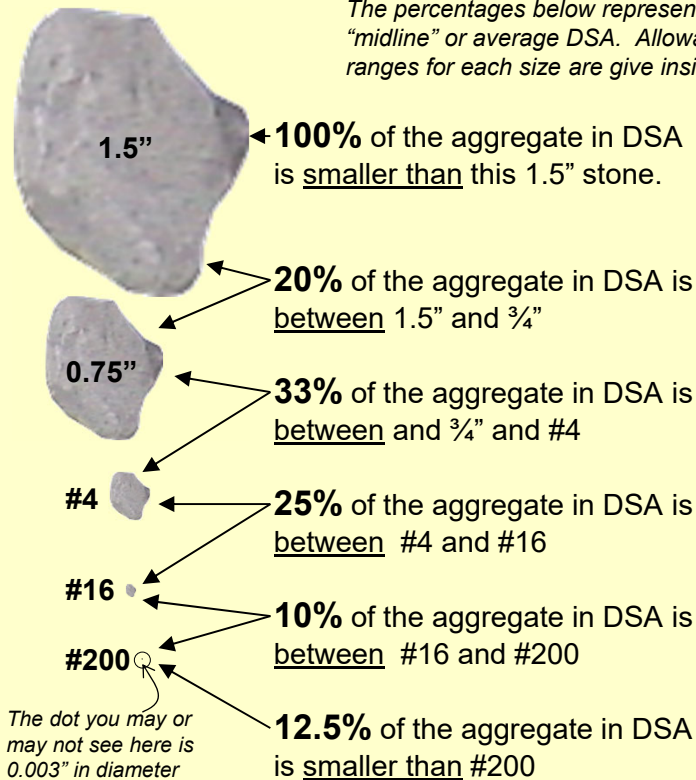 The percentages below represen
“midline” or average DSA. Allowa
ranges for each size are give insi
1.5”
100% of the aggregate in DSA
is smaller than this 1.5” stone.
20% of the aggregate in DSA is
between 1.5” and ¾”
0.75”
33% of the aggregate in DSA is
between and ¾” and #4
#4
25% of the aggregate in DSA is
between #4 and #16
#16
10% of the aggregate in DSA is
between #16 and #200
#200
The dot you may or
may not see here is
0.003” in diameter
12.5% of the aggregate in DSA
is smaller than #200